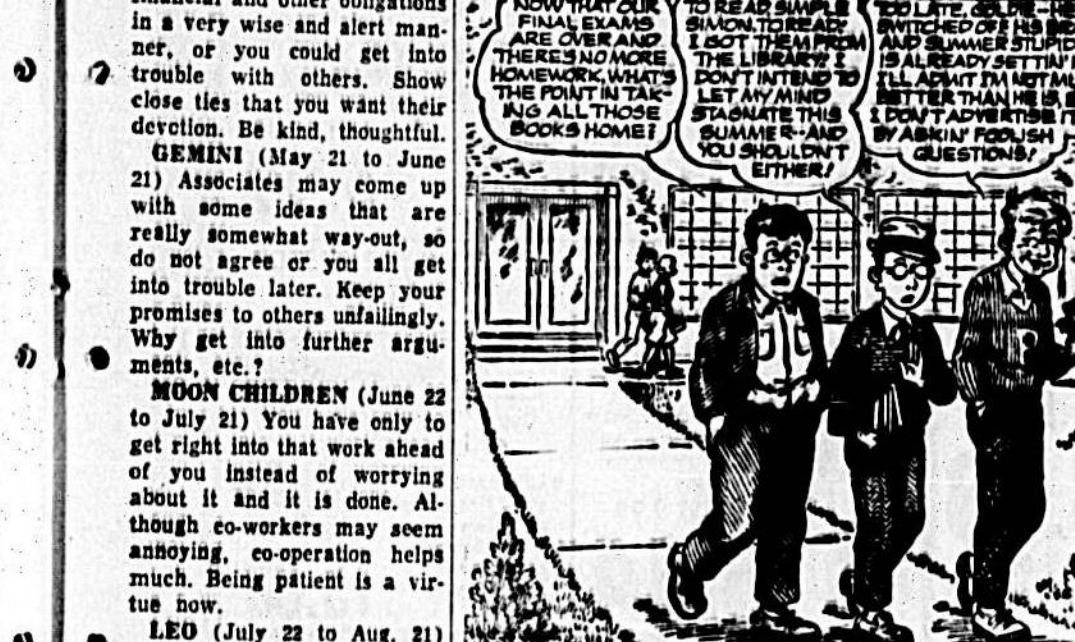 financial and other obligations
in a very wise and alert man-
ner, or you could get into
trouble with others. Show
close ties that you want their
devotion. Be kind, thoughtful.
GEMINI (May 21 to June
21) Associates may come up
with some ideas that are
really somewhat way-out, so
do not agree or you all get
into trouble later. Keep your
promises to others unfailingly.
Why get into further argu-
ments, etc.?
MOON CHILDREN (June 22
to July 21) You have only to
get right into that work ahead
of you instead of worrying
about it and it is done. Al-
though co-workers may seem
annoying, co-operation helps
much. Being patient is a vir-
tue now.
LEO (July 22 to Aug. 21)
NOW THAT OUR
FINAL EXAMS
ARE OVER AND
THERE'S NO MORE
HOMEWORK, WHAT'S
THE POINT IN TAK-
ING ALL THOSE
BOOKS HOME?
TO READ, SIMPLE
SIMON, TO READ!
I GOT THEM FROM
THE LIBRARY! I
DON'T INTEND TO
LET MY MIND
STAGNATE THIS
SUMMER--AND
YOU SHOULDN'T
EITHER!
TOO LATE, GOLDIE--HE
SWITCHED OFF HIS
AND SUMMER STUPID
IS ALREADY SETTIN'
I'LL ADMIT I'M NOT
BETTER THAN HE IS,
I DON'T ADVERTISE IT
BY ASKIN' FOOLISH
QUESTIONS!